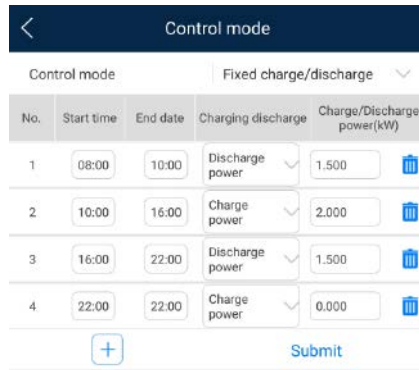 Control mode
Control mode Fixed charge/discharge
No. Start time End date Charging discharge Charge/Discharge power(kW)
1 08:00 10:00 Discharge power 1.500
2 10:00 16:00 Charge power 2.000
3 16:00 22:00 Discharge power 1.500
4 22:00 22:00 Charge power 0.000
Submit